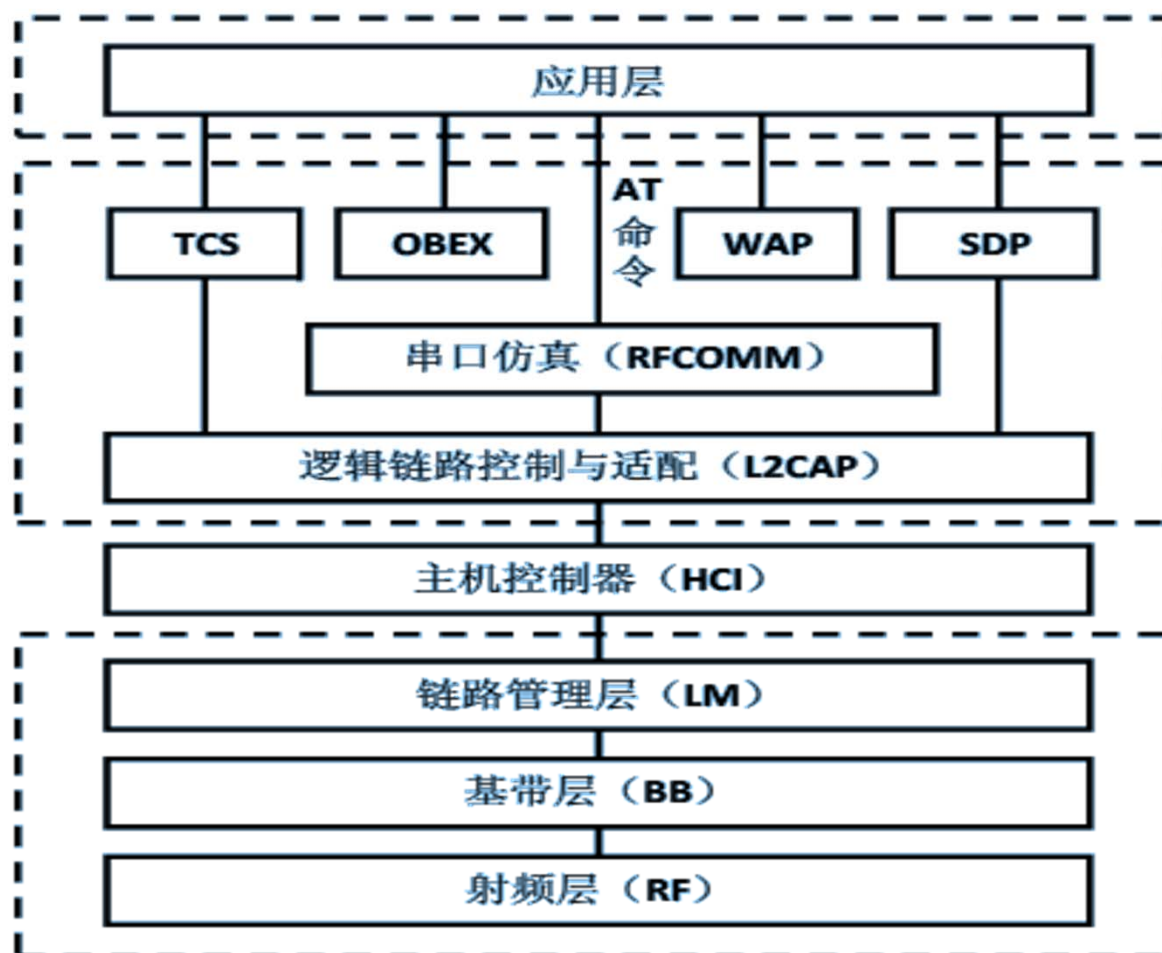 应用层
AT
命
令
TCS
OBEX
WAP
SDP
串口仿真（RFCOMM）
逻辑链路控制与适配（L2CAP）
主机控制器（HCI）
链路管理层（LM）
基带层（BB）
射频层（RF）